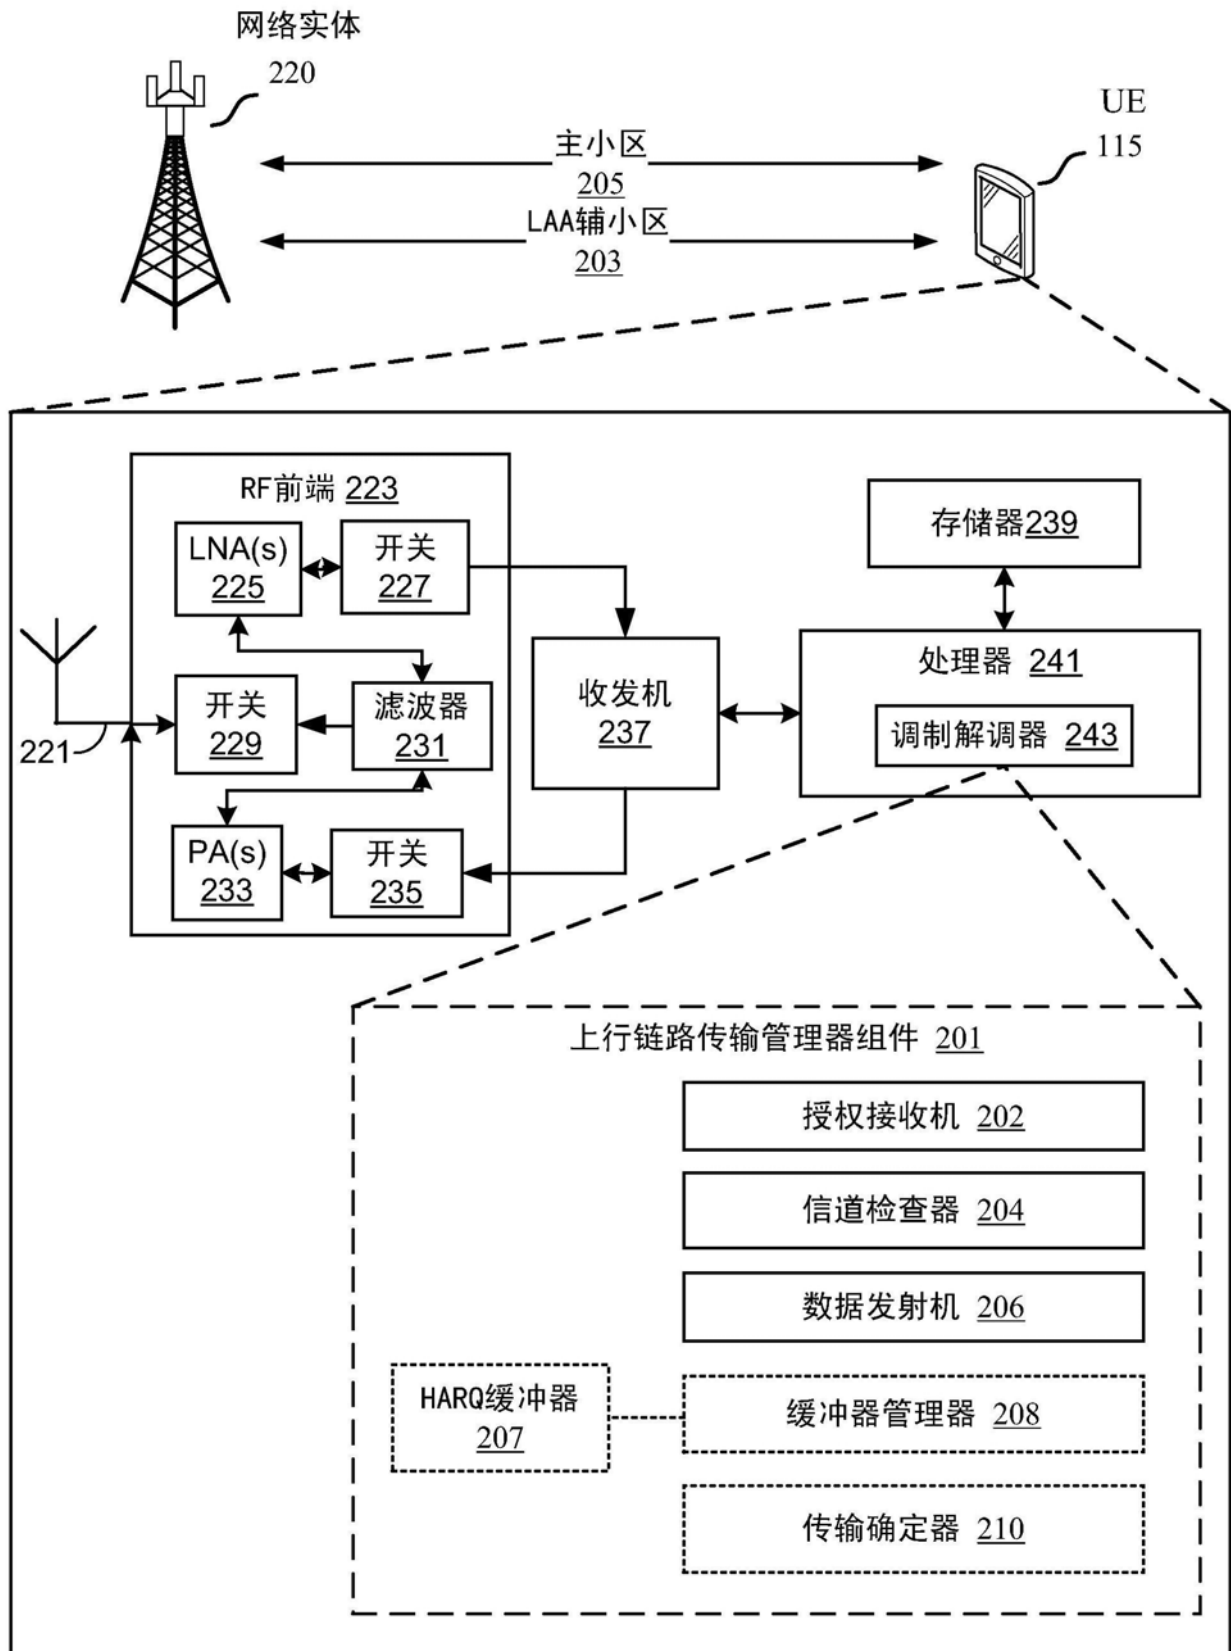 网络实体
220
UE
115
主小区
205
LAA辅小区
203
RF前端 223
LNA(s)
225
开关
227
存储器239
处理器 241
调制解调器 243
收发机
237
开关
229
滤波器
231
221
PA(s)
233
开关
235
上行链路传输管理器组件 201
授权接收机 202
信道检查器 204
数据发射机 206
HARQ缓冲器
207
缓冲器管理器 208
传输确定器 210